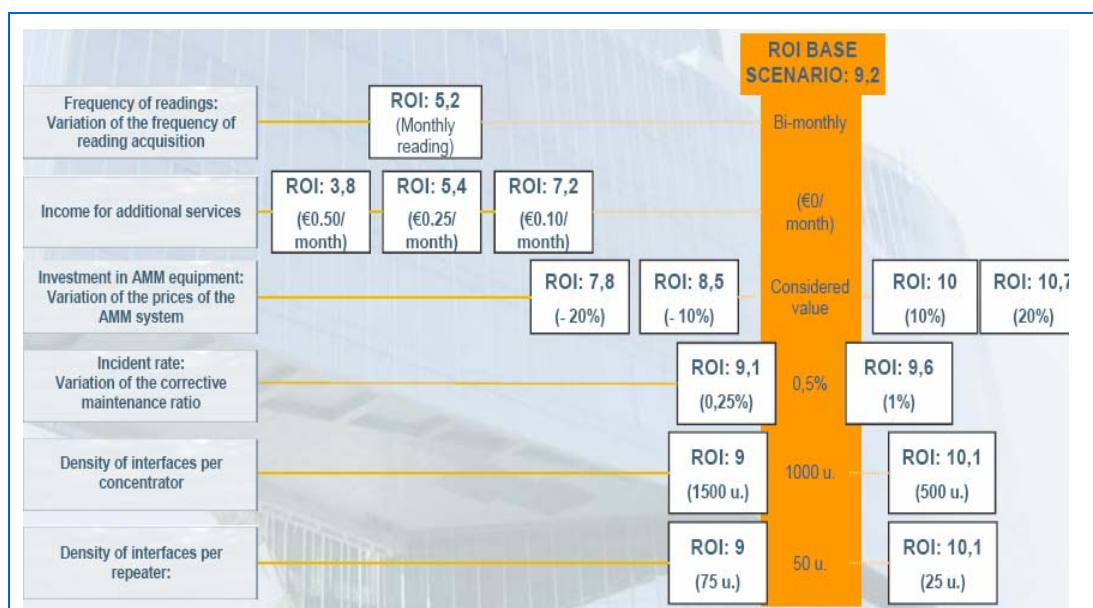 ROI BASE
SCENARIO: 9,2
Frequency of readings:
Variation of the frequency of
reading acquisition
ROI: 5,2
(Monthly
reading)
Bi-monthly
Income for additional services
ROI: 3,8
(€0.50/
month)
ROI: 5,4
(€0.25/
month)
ROI: 7,2
(€0.10/
month)
(€0/
month)
Investment in AMM equipment:
Variation of the prices of the
AMM system
ROI: 7,8
(- 20%)
ROI: 8,5
(- 10%)
Considered
value
ROI: 10
(10%)
ROI: 10,7
(20%)
Incident rate:
Variation of the corrective
maintenance ratio
ROI: 9,1
(0,25%)
0,5%
ROI: 9,6
(1%)
Density of interfaces per
concentrator
ROI: 9
(1500 u.)
1000 u.
ROI: 10,1
(500 u.)
Density of interfaces per
repeater:
ROI: 9
(75 u.)
50 u.
ROI: 10,1
(25 u.)